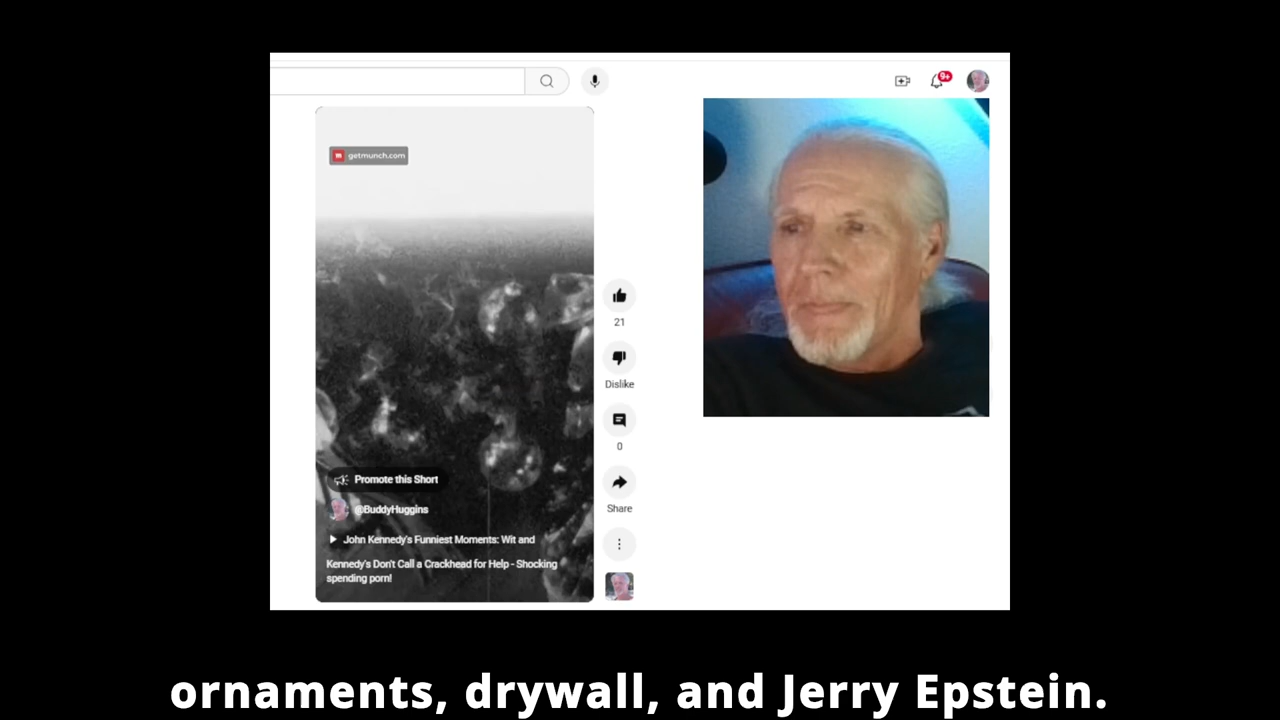 9+
getmunch.com
21
Dislike
0
Promote this Short
@BuddyHuggins
Share
John Kennedy's Funniest Moments: Wit and
Kennedy's Don't Call a Crackhead for Help - Shocking
spending porn!
ornaments, drywall, and Jerry Epstein.